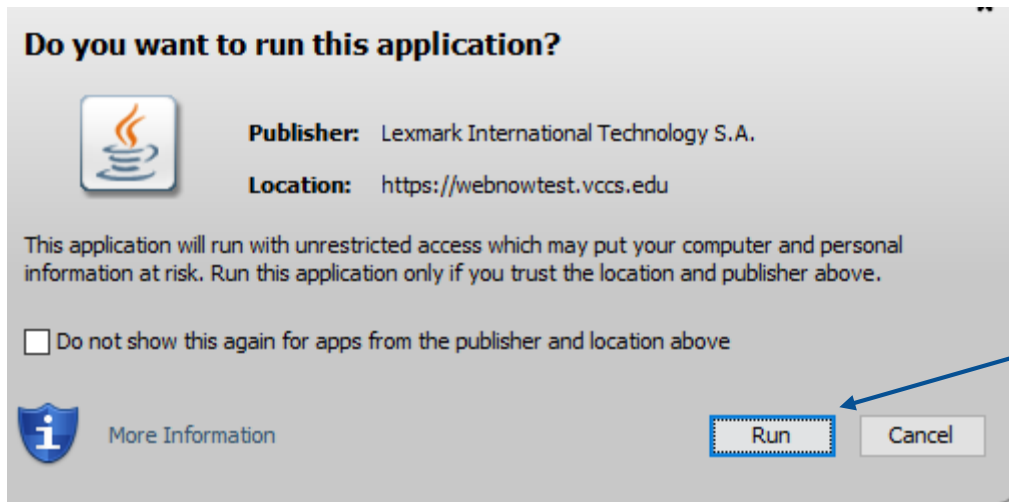 Do you want to run this application?
Publisher: Lexmark International Technology S.A.
Location: https://webnowtest.vccs.edu
This application will run with unrestricted access which may put your computer and personal
information at risk. Run this application only if you trust the location and publisher above.
Do not show this again for apps from the publisher and location above
More Information
Run Cancel